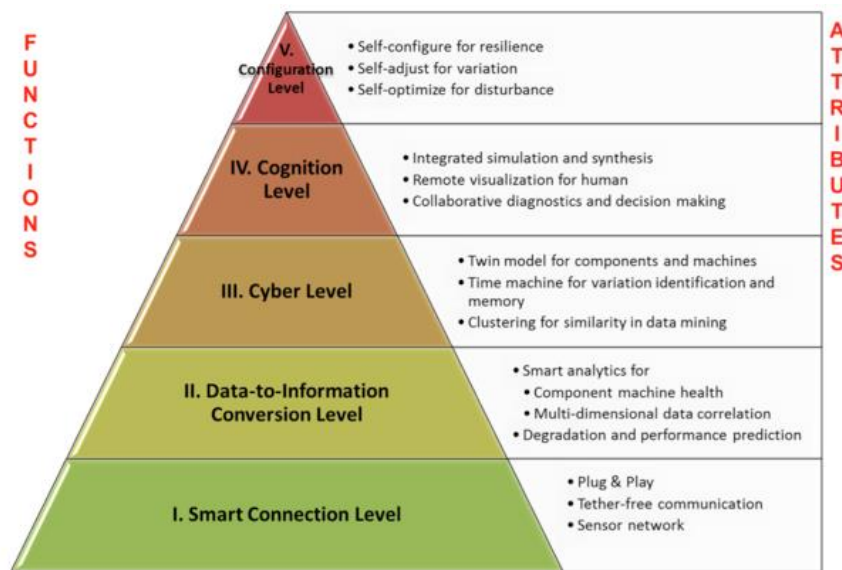 FUNCTIONS
ATTRIBUTES
V.
Configuration
Level
• Self-configure for resilience
• Self-adjust for variation
• Self-optimize for disturbance
IV. Cognition
Level
• Integrated simulation and synthesis
• Remote visualization for human
• Collaborative diagnostics and decision making
III. Cyber Level
• Twin model for components and machines
• Time machine for variation identification and
memory
• Clustering for similarity in data mining
II. Data-to-Information
Conversion Level
• Smart analytics for
• Component machine health
• Multi-dimensional data correlation
• Degradation and performance prediction
I. Smart Connection Level
• Plug & Play
• Tether-free communication
• Sensor network